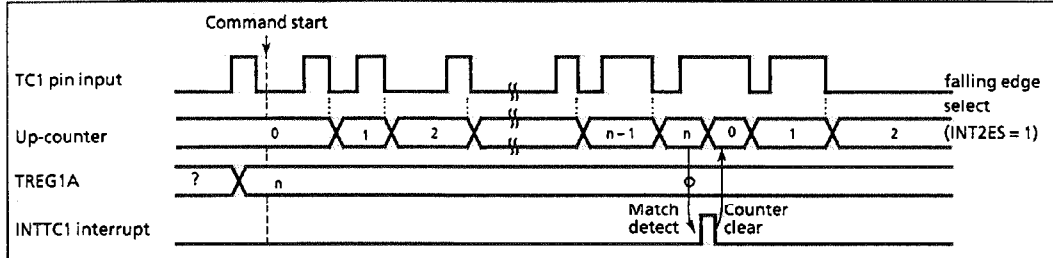 Command start
TC1 pin input
falling edge
select
(INT2ES = 1)
Up-counter
0 1 2 n-1 n 0 1 2
TREG1A
? n
Match
detect
Counter
clear
INTTC1 interrupt